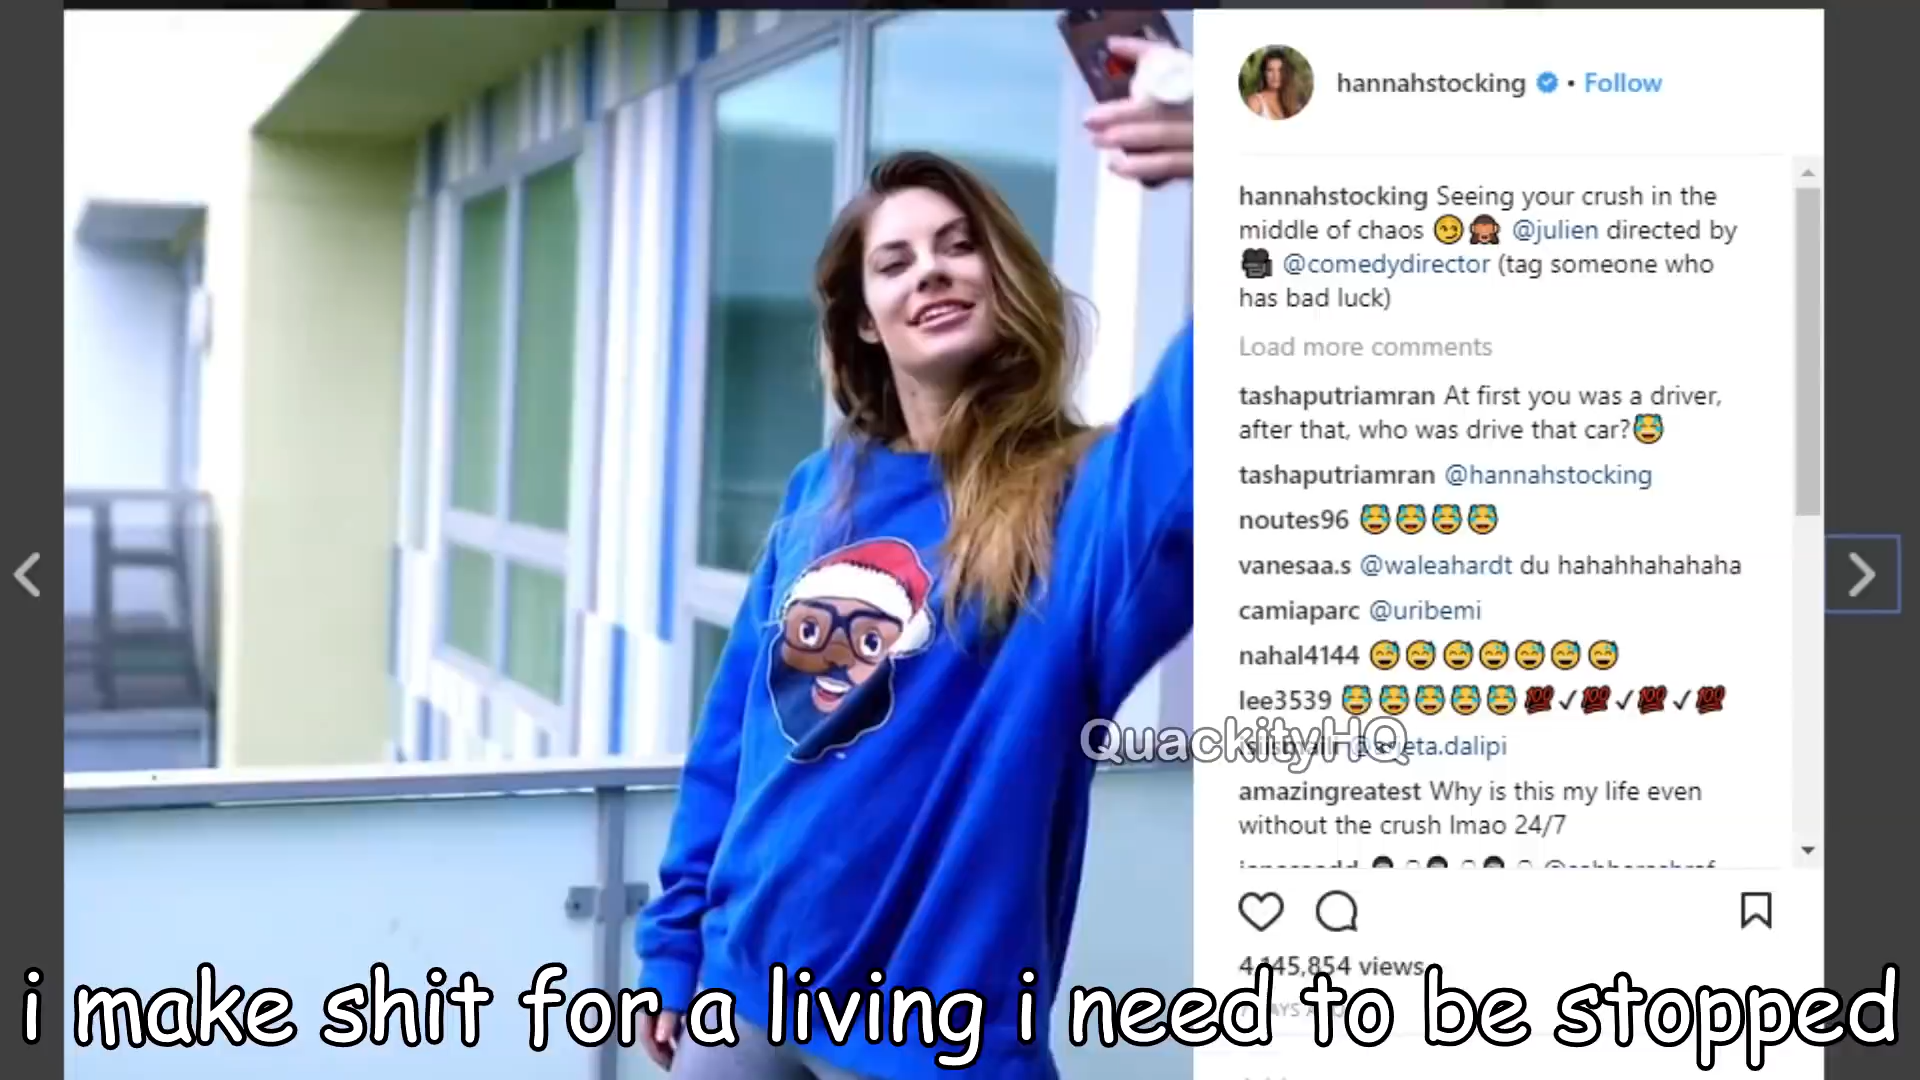 hannahstocking • Follow
hannahstocking Seeing your crush in the
middle of chaos 😏🙈 @julien directed by
🎥 @comedydirector (tag someone who
has bad luck)
Load more comments
tashaputriamran At first you was a driver,
after that, who was drive that car?😂
tashaputriamran @hannahstocking
noutes96 😂😂😂😂
vanesaa.s @waleahardt du hahahhahahaha
camiaparc @uribemi
nahal4144 😅😅😅😅😅😅😅
lee3539 😂😂😂😂😂💯✓💯✓💯✓💯
QuackityHQ
amazingreatest Why is this my life even
without the crush lmao 24/7
4,145,854 views
i make shit for a living i need to be stopped